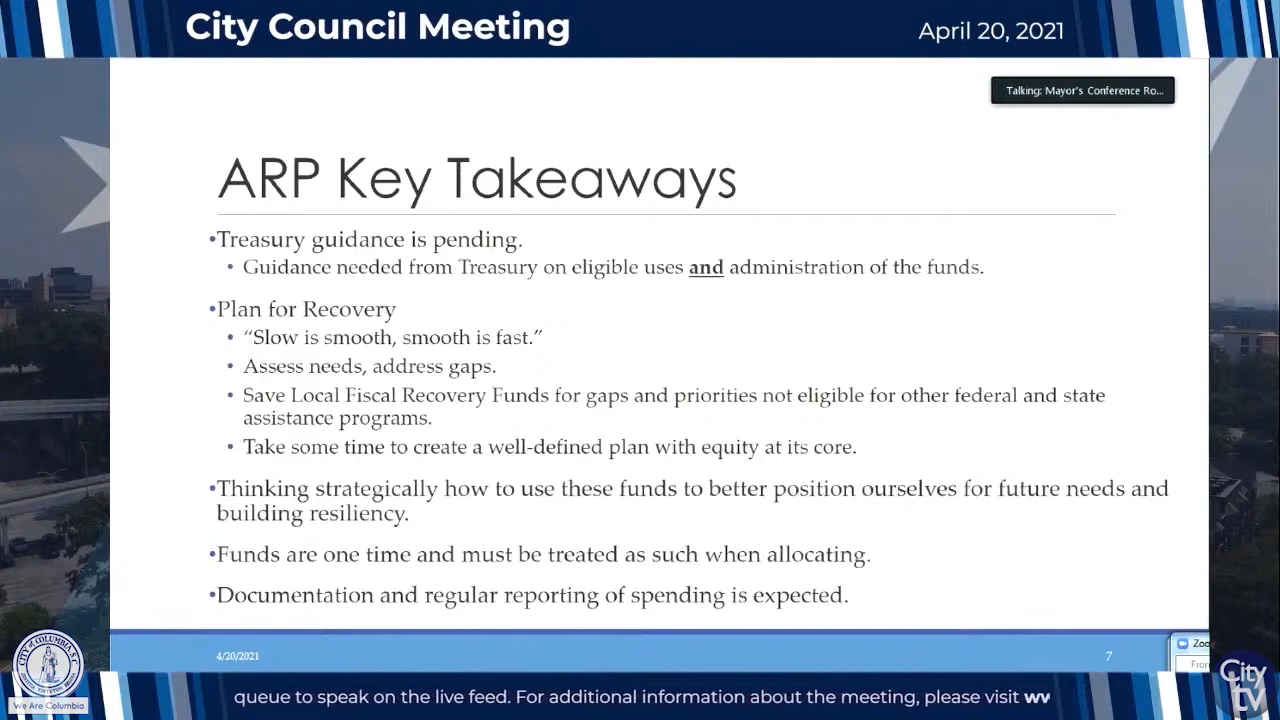 City Council Meeting
April 20, 2021
Talking: Mayor's Conference Ro...
ARP Key Takeaways
•Treasury guidance is pending.
• Guidance needed from Treasury on eligible uses and administration of the funds.
•Plan for Recovery
• “Slow is smooth, smooth is fast.”
• Assess needs, address gaps.
• Save Local Fiscal Recovery Funds for gaps and priorities not eligible for other federal and state
assistance programs.
• Take some time to create a well-defined plan with equity at its core.
•Thinking strategically how to use these funds to better position ourselves for future needs and
building resiliency.
•Funds are one time and must be treated as such when allocating.
•Documentation and regular reporting of spending is expected.
4/20/2021
7
Zoo
From
CITY OF COLUMBIA, S.C.
We Are Columbia
City
tv
queue to speak on the live feed. For additional information about the meeting, please visit wv